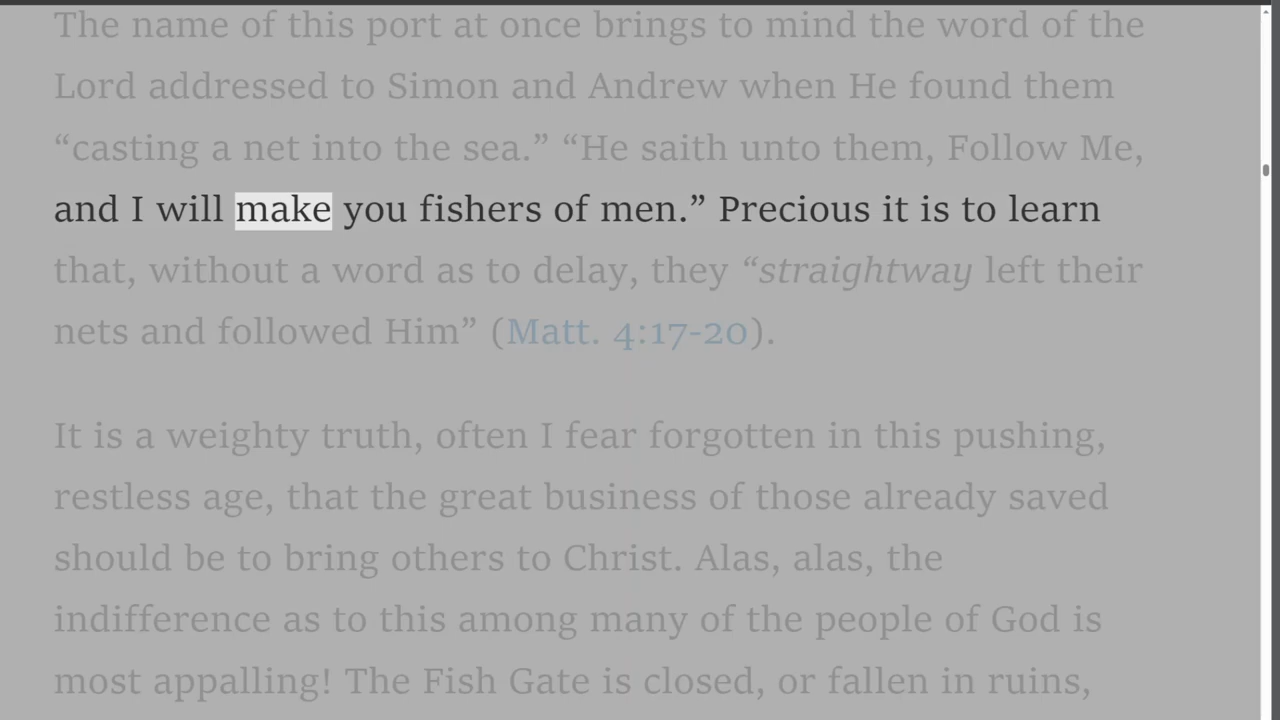 The name of this port at once brings to mind the word of the
Lord addressed to Simon and Andrew when He found them
“casting a net into the sea.” “He saith unto them, Follow Me,
and I will make you fishers of men.” Precious it is to learn
that, without a word as to delay, they “straightway left their
nets and followed Him” (Matt. 4:17-20).
It is a weighty truth, often I fear forgotten in this pushing,
restless age, that the great business of those already saved
should be to bring others to Christ. Alas, alas, the
indifference as to this among many of the people of God is
most appalling! The Fish Gate is closed, or fallen in ruins,